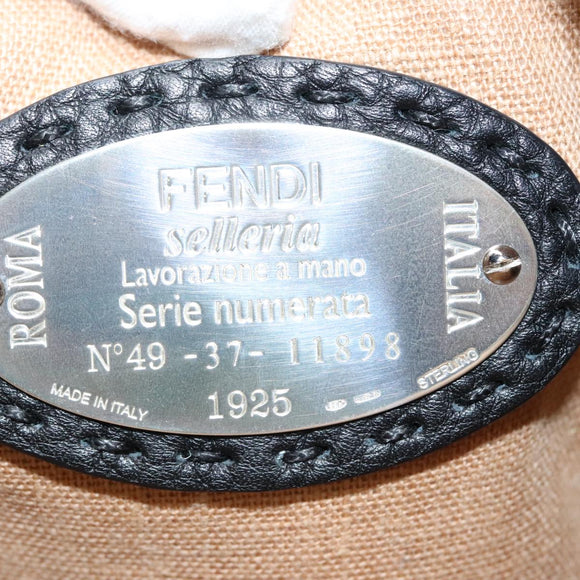 FENDI
selleria
Lavorazione a mano
Serie numerata
N°49 -37- 11898
1925
ROMA
ITALIA
MADE IN ITALY
STERLING